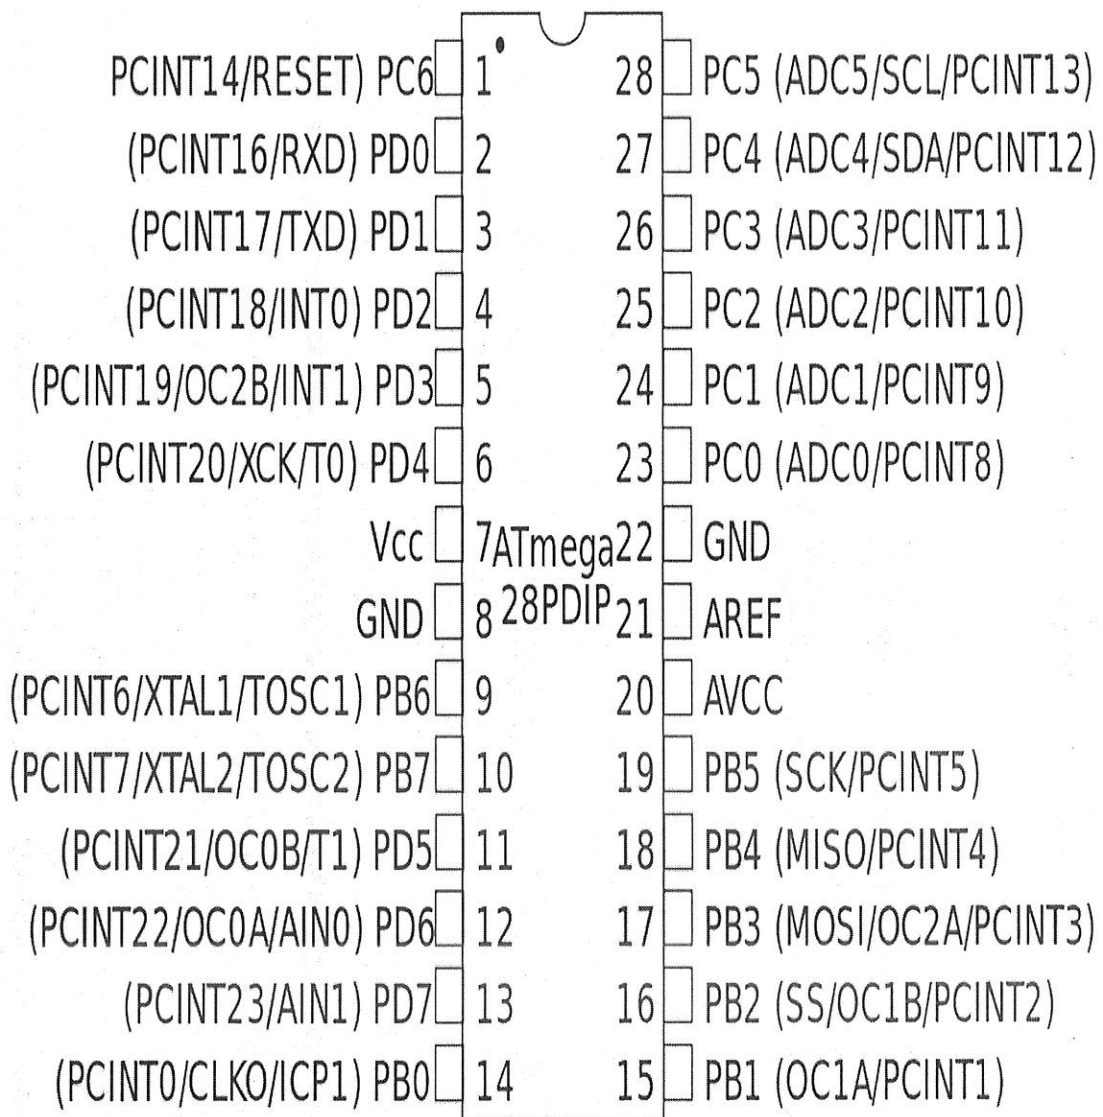 PCINT14/RESET) PC6 1 28 PC5 (ADC5/SCL/PCINT13)
(PCINT16/RXD) PD0 2 27 PC4 (ADC4/SDA/PCINT12)
(PCINT17/TXD) PD1 3 26 PC3 (ADC3/PCINT11)
(PCINT18/INT0) PD2 4 25 PC2 (ADC2/PCINT10)
(PCINT19/OC2B/INT1) PD3 5 24 PC1 (ADC1/PCINT9)
(PCINT20/XCK/T0) PD4 6 23 PC0 (ADC0/PCINT8)
Vcc 7 ATmega 22 GND
GND 8 28PDIP 21 AREF
(PCINT6/XTAL1/TOSC1) PB6 9 20 AVCC
(PCINT7/XTAL2/TOSC2) PB7 10 19 PB5 (SCK/PCINT5)
(PCINT21/OC0B/T1) PD5 11 18 PB4 (MISO/PCINT4)
(PCINT22/OC0A/AIN0) PD6 12 17 PB3 (MOSI/OC2A/PCINT3)
(PCINT23/AIN1) PD7 13 16 PB2 (SS/OC1B/PCINT2)
(PCINT0/CLKO/ICP1) PB0 14 15 PB1 (OC1A/PCINT1)